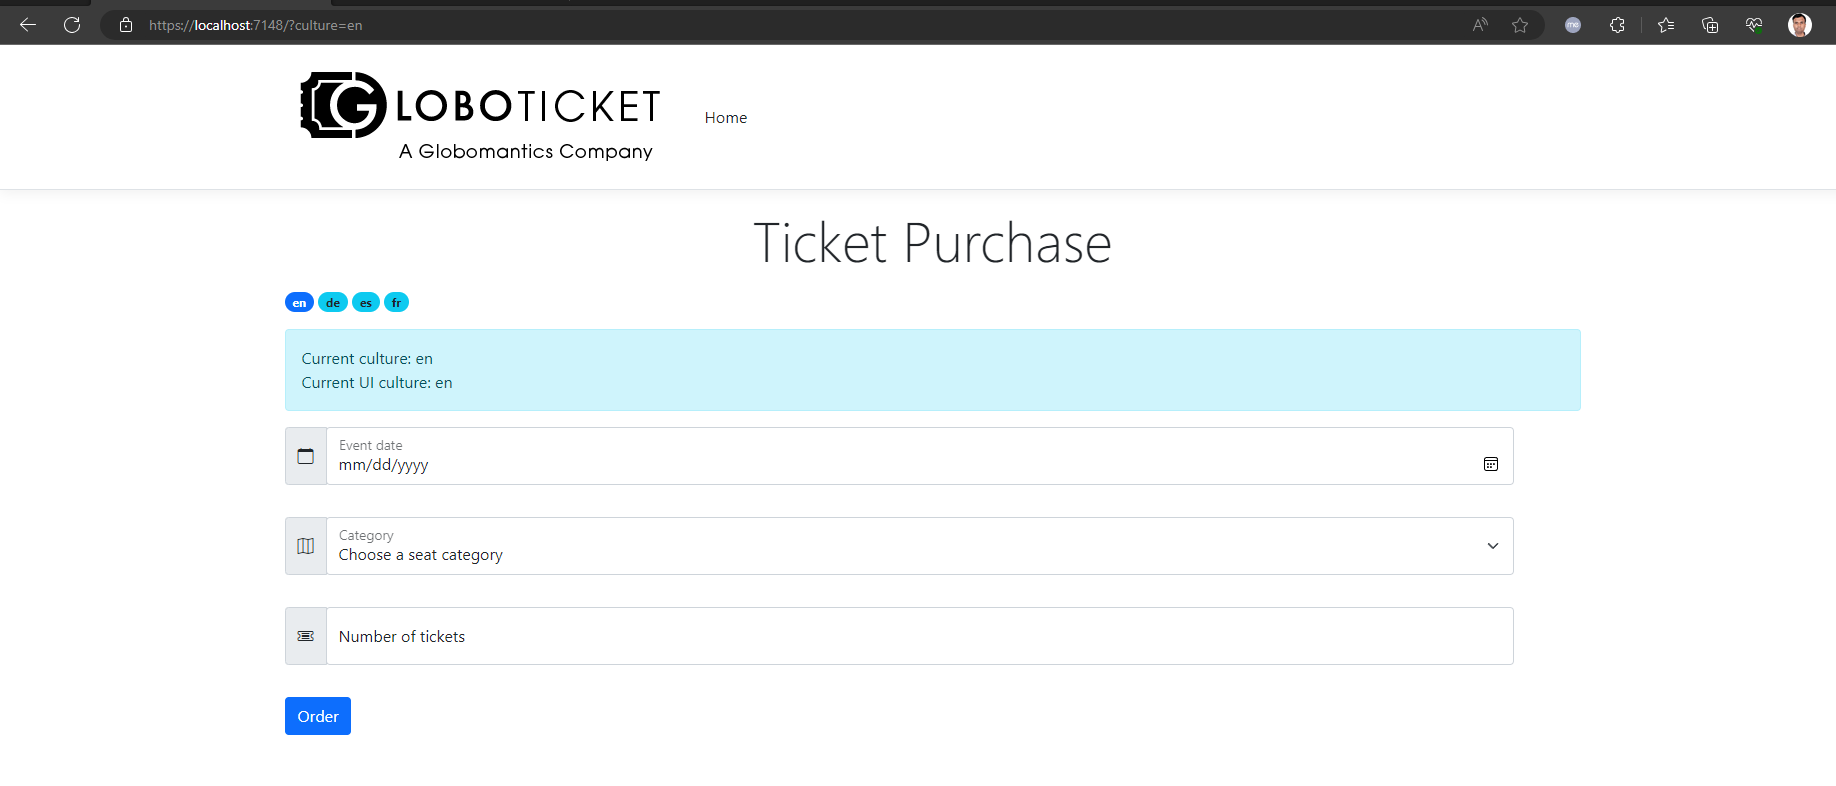 https://localhost:7148/?culture=en
GLOBOTICKET
A Globomantics Company
Home
Ticket Purchase
en de es fr
Current culture: en
Current UI culture: en
Event date
mm/dd/yyyy
Category
Choose a seat category
Number of tickets
Order